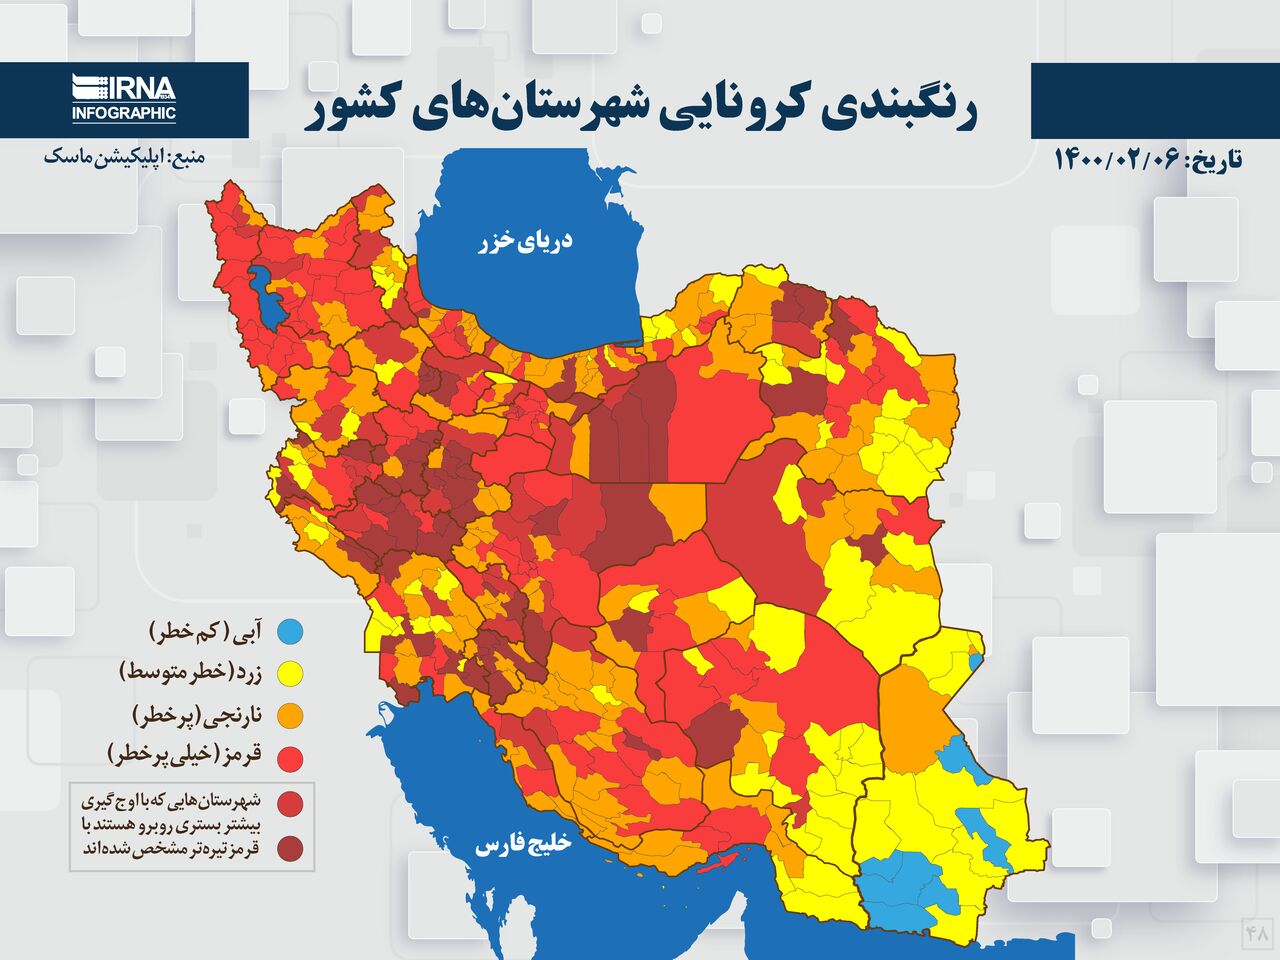 IRNA
INFOGRAPHIC
رنگبندی کرونایی شهرستان‌های کشور
منبع: اپلیکیشن ماسک
تاریخ: ۱۴۰۰/۰۲/۰۶
دریای خزر
آبی (کم خطر)
زرد (خطر متوسط)
نارنجی (پرخطر)
قرمز (خیلی پرخطر)
شهرستان‌هایی که با اوج گیری
بیشتر بستری روبرو هستند با
قرمز تیره‌تر مشخص شده‌اند
خلیج فارس
۴۸